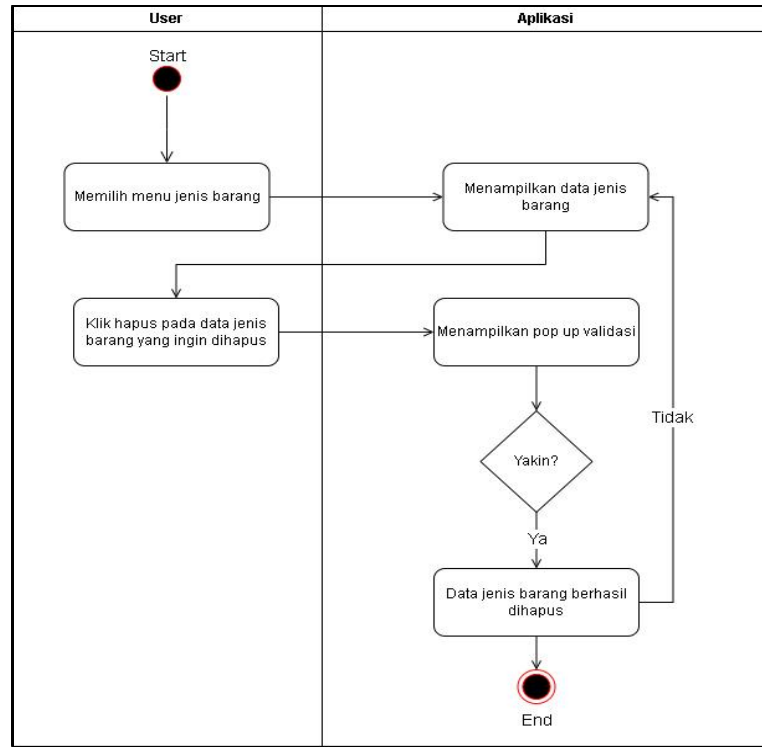 User
Aplikasi
Start
Memilih menu jenis barang
Menampilkan data jenis
barang
Klik hapus pada data jenis
barang yang ingin dihapus
Menampilkan pop up validasi
Tidak
Yakin?
Ya
Data jenis barang berhasil
dihapus
End